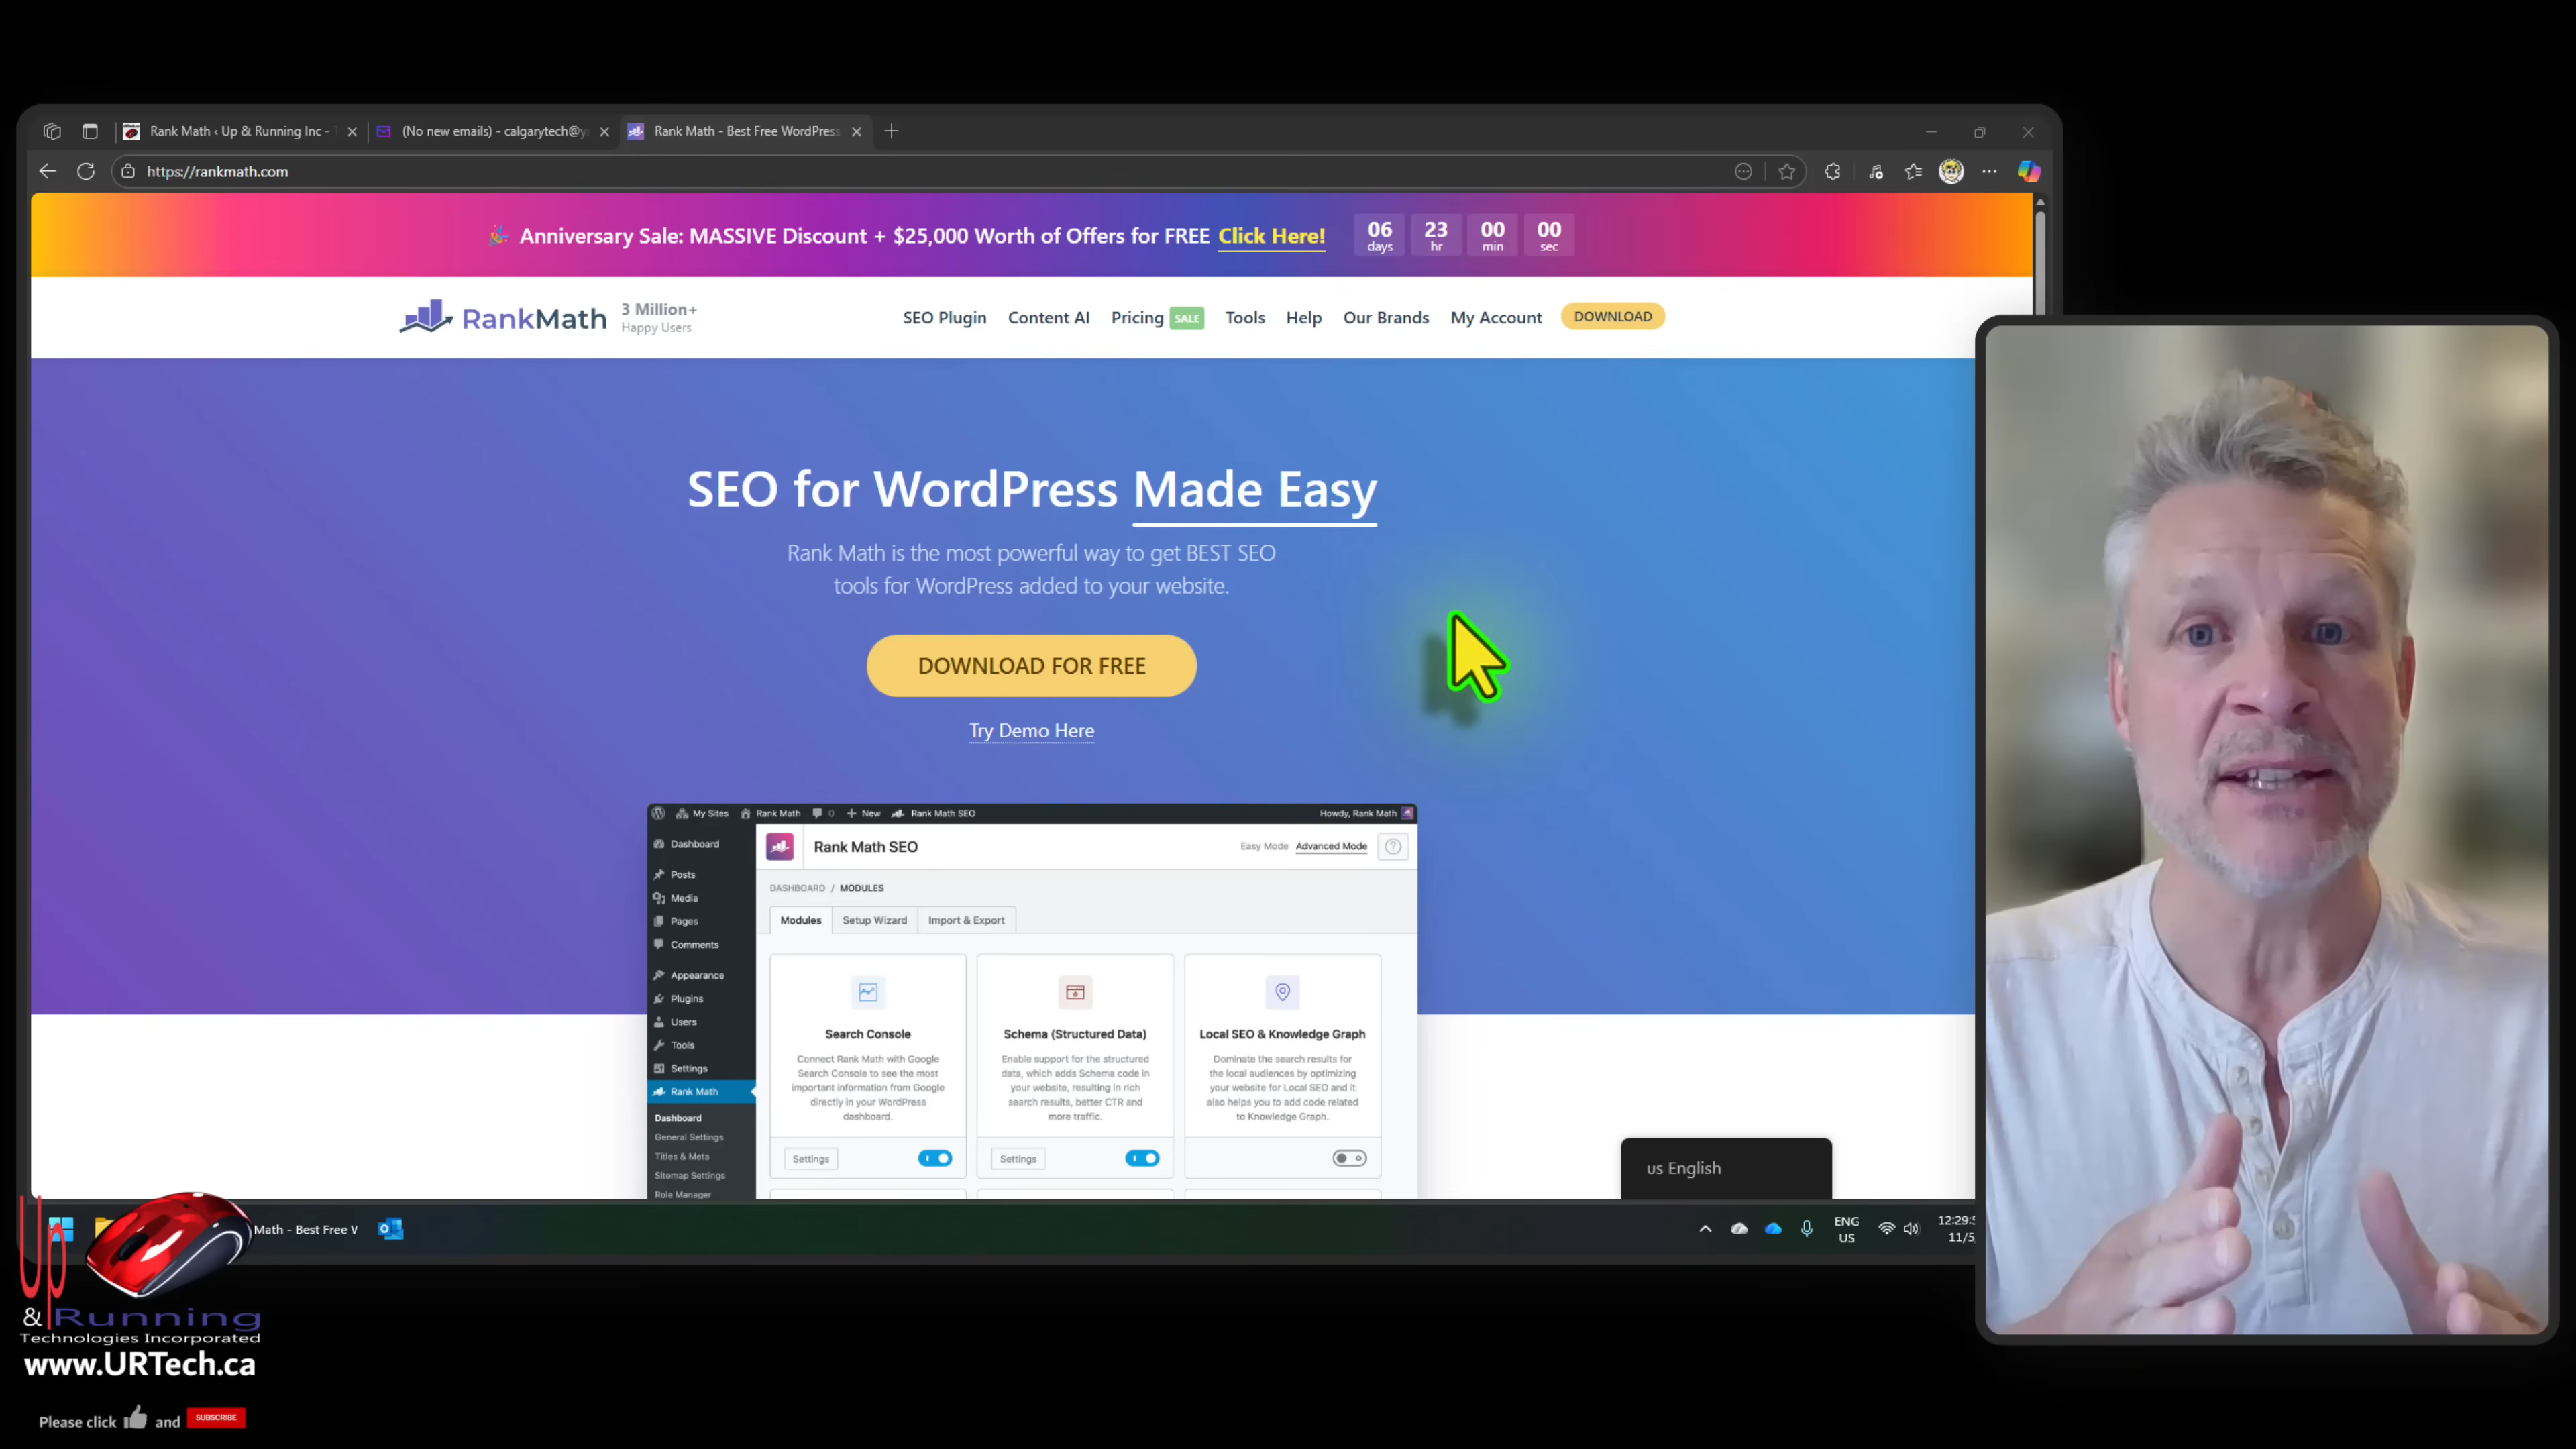 Rank Math ‹ Up & Running Inc -
(No new emails) - calgarytech@y
Rank Math - Best Free WordPress
https://rankmath.com
Anniversary Sale: MASSIVE Discount + $25,000 Worth of Offers for FREE Click Here!
06 23 00 00
days hr min sec
RankMath
3 Million+
Happy Users
SEO Plugin Content AI Pricing SALE Tools Help Our Brands My Account DOWNLOAD
SEO for WordPress Made Easy
Rank Math is the most powerful way to get BEST SEO
tools for WordPress added to your website.
DOWNLOAD FOR FREE
Try Demo Here
My Sites Rank Math 0 New Rank Math SEO Howdy, Rank Math
Dashboard
Posts
Media
Pages
Comments
Appearance
Plugins
Users
Tools
Settings
Rank Math
Dashboard
General Settings
Titles & Meta
Sitemap Settings
Role Manager
Rank Math SEO
Easy Mode Advanced Mode
DASHBOARD / MODULES
Modules Setup Wizard Import & Export
Search Console
Connect Rank Math with Google
Search Console to see the most
important information from Google
directly in your WordPress
dashboard.
Settings
Schema (Structured Data)
Enable support for the structured
data, which adds Schema code in
your website, resulting in rich
search results, better CTR and
more traffic.
Settings
Local SEO & Knowledge Graph
Dominate the search results for
the local audiences by optimizing
your website for Local SEO and it
also helps you to add code related
to Knowledge Graph.
us English
Math - Best Free W
ENG
US
12:29:5
11/5
Up
& Running
Technologies Incorporated
www.URTech.ca
Please click and SUBSCRIBE